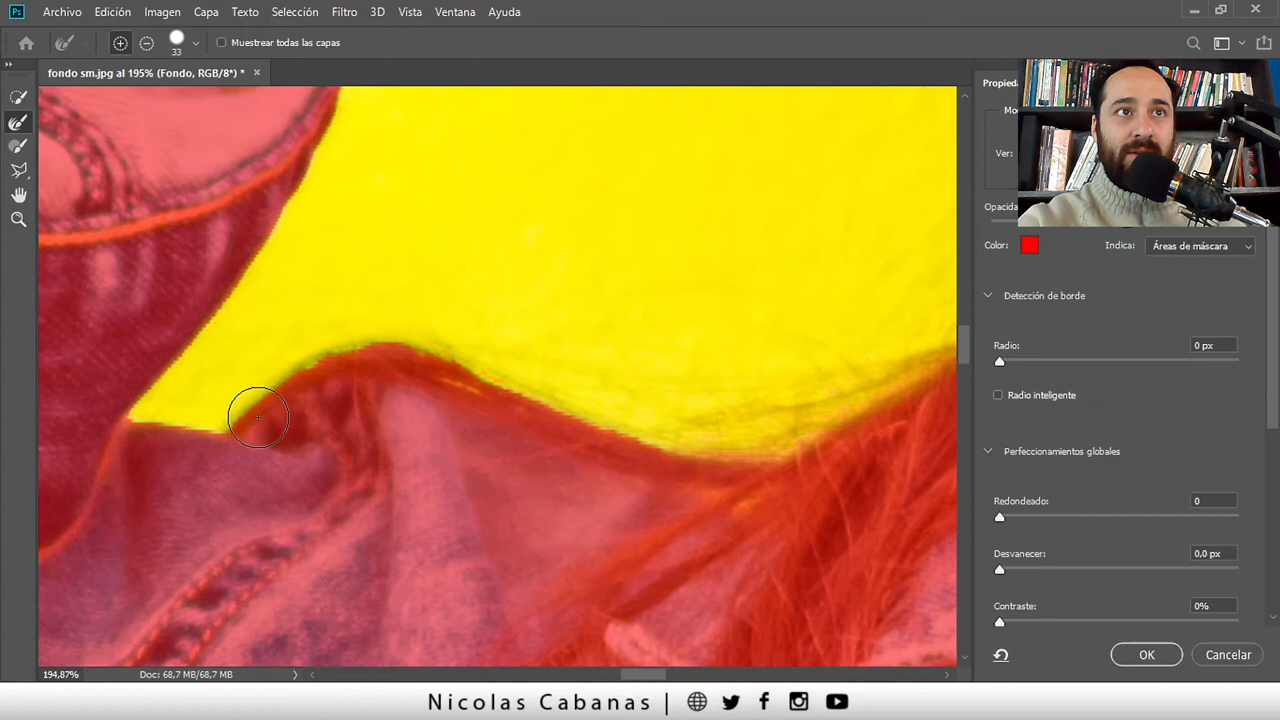 Ps Archivo Edición Imagen Capa Texto Selección Filtro 3D Vista Ventana Ayuda
33 Muestrear todas las capas
fondo sm.jpg al 195% (Fondo, RGB/8*) *
Propieda
Mo
Ver:
Opacida
Color: Indica: Áreas de máscara
Detección de borde
Radio: 0 px
Radio inteligente
Perfeccionamientos globales
Redondeado: 0
Desvanecer: 0,0 px
Contraste: 0%
OK Cancelar
194,87% Doc: 68,7 MB/68,7 MB
Nicolas Cabanas |